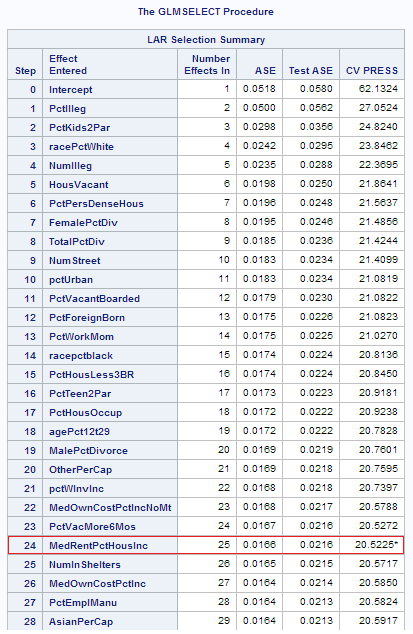 The GLMSELECT Procedure
LAR Selection Summary
Step Effect Entered Number Effects In ASE Test ASE CV PRESS
0 Intercept 1 0.0518 0.0580 62.1324
1 PctIlleg 2 0.0500 0.0562 27.0524
2 PctKids2Par 3 0.0298 0.0356 24.8240
3 racePctWhite 4 0.0242 0.0295 23.8462
4 NumIlleg 5 0.0235 0.0288 22.3695
5 HousVacant 6 0.0198 0.0250 21.8641
6 PctPersDenseHous 7 0.0196 0.0248 21.5637
7 FemalePctDiv 8 0.0195 0.0246 21.4856
8 TotalPctDiv 9 0.0185 0.0236 21.4244
9 NumStreet 10 0.0183 0.0234 21.4099
10 pctUrban 11 0.0183 0.0234 21.0819
11 PctVacantBoarded 12 0.0179 0.0230 21.0822
12 PctForeignBorn 13 0.0175 0.0226 21.0823
13 PctWorkMom 14 0.0175 0.0225 21.0270
14 racepctblack 15 0.0174 0.0224 20.8136
15 PctHousLess3BR 16 0.0174 0.0224 20.8450
16 PctTeen2Par 17 0.0173 0.0223 20.9181
17 PctHousOccup 18 0.0172 0.0222 20.9238
18 agePct12t29 19 0.0172 0.0222 20.7828
19 MalePctDivorce 20 0.0169 0.0219 20.7601
20 OtherPerCap 21 0.0169 0.0218 20.7595
21 pctWInvInc 22 0.0168 0.0218 20.7397
22 MedOwnCostPctIncNoMt 23 0.0168 0.0217 20.5788
23 PctVacMore6Mos 24 0.0167 0.0216 20.5272
24 MedRentPctHousInc 25 0.0166 0.0216 20.5225*
25 NumInShelters 26 0.0165 0.0215 20.5717
26 MedOwnCostPctInc 27 0.0164 0.0214 20.5850
27 PctEmplManu 28 0.0164 0.0213 20.5824
28 AsianPerCap 29 0.0164 0.0213 20.5917